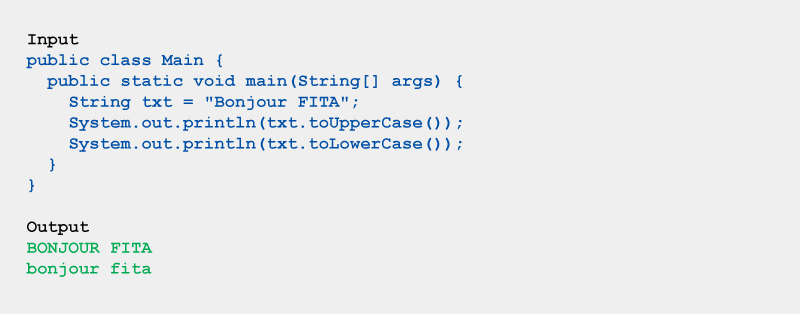 Input
public class Main {
  public static void main(String[] args) {
    String txt = "Bonjour FITA";
    System.out.println(txt.toUpperCase());
    System.out.println(txt.toLowerCase());
  }
}
Output
BONJOUR FITA
bonjour fita